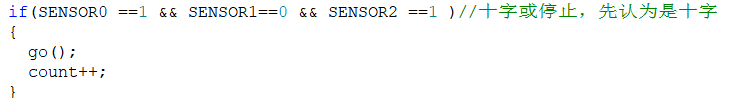 if(SENSOR0 ==1 && SENSOR1==0 && SENSOR2 ==1 )//十字或停止，先认为是十字
{
go();
count++;
}